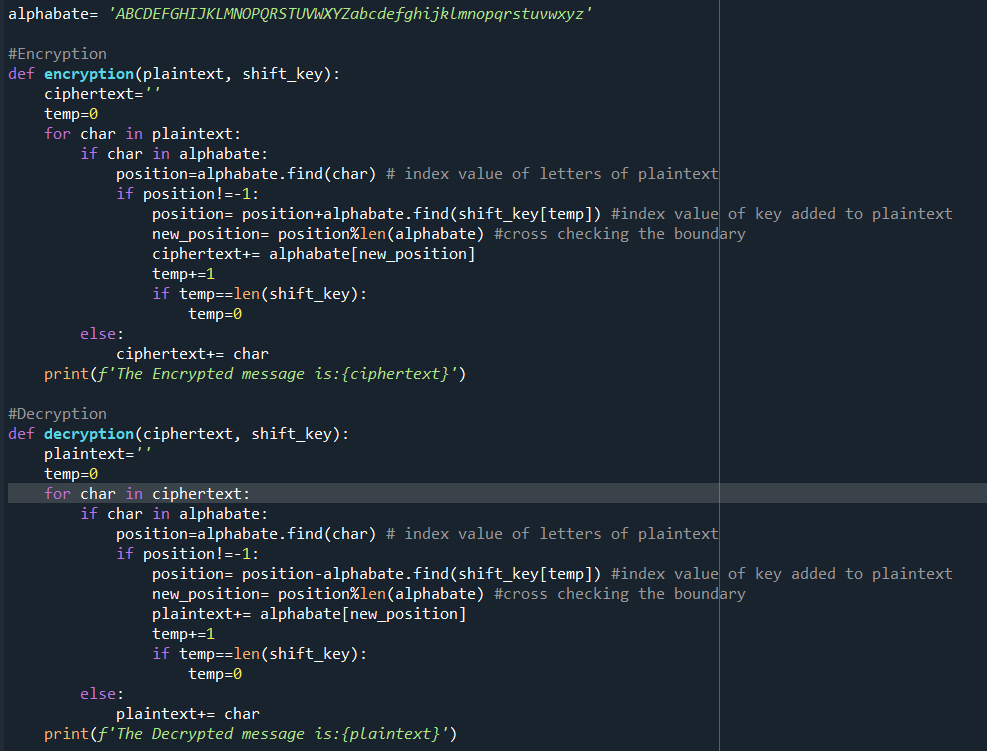 alphabate= 'ABCDEFGHIJKLMNOPQRSTUVWXYZabcdefghijklmnopqrstuvwxyz'

#Encryption
def encryption(plaintext, shift_key):
    ciphertext=''
    temp=0
    for char in plaintext:
        if char in alphabate:
            position=alphabate.find(char) # index value of letters of plaintext
            if position!=-1:
                position= position+alphabate.find(shift_key[temp]) #index value of key added to plaintext
                new_position= position%len(alphabate) #cross checking the boundary
                ciphertext+= alphabate[new_position]
                temp+=1
                if temp==len(shift_key):
                    temp=0
        else:
            ciphertext+= char
    print(f'The Encrypted message is:{ciphertext}')

#Decryption
def decryption(ciphertext, shift_key):
    plaintext=''
    temp=0
    for char in ciphertext:
        if char in alphabate:
            position=alphabate.find(char) # index value of letters of plaintext
            if position!=-1:
                position= position-alphabate.find(shift_key[temp]) #index value of key added to plaintext
                new_position= position%len(alphabate) #cross checking the boundary
                plaintext+= alphabate[new_position]
                temp+=1
                if temp==len(shift_key):
                    temp=0
        else:
            plaintext+= char
    print(f'The Decrypted message is:{plaintext}')